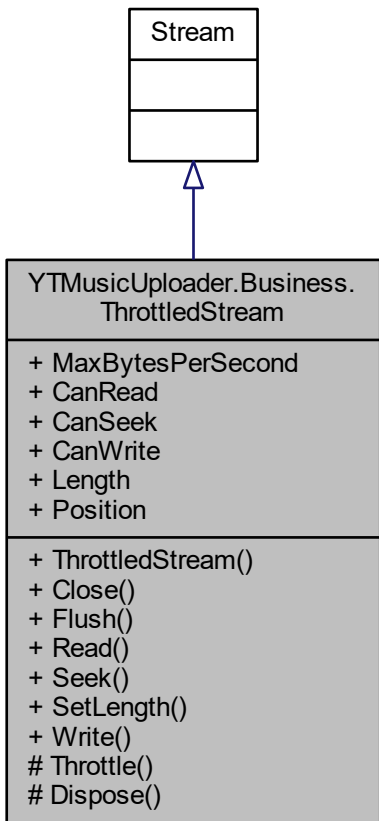 Stream
YTMusicUploader.Business.
ThrottledStream
+ MaxBytesPerSecond
+ CanRead
+ CanSeek
+ CanWrite
+ Length
+ Position
+ ThrottledStream()
+ Close()
+ Flush()
+ Read()
+ Seek()
+ SetLength()
+ Write()
# Throttle()
# Dispose()